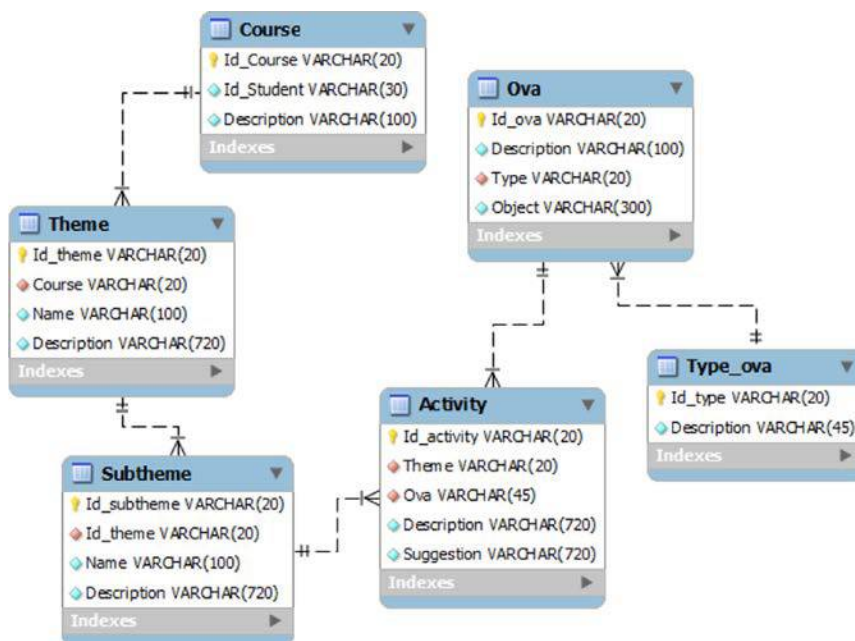 Course
Id_Course VARCHAR(20)
Id_Student VARCHAR(30)
Description VARCHAR(100)
Indexes
Ova
Id_ova VARCHAR(20)
Description VARCHAR(100)
Type VARCHAR(20)
Object VARCHAR(300)
Indexes
Theme
Id_theme VARCHAR(20)
Course VARCHAR(20)
Name VARCHAR(100)
Description VARCHAR(720)
Indexes
Type_ova
Id_type VARCHAR(20)
Description VARCHAR(45)
Indexes
Activity
Id_activity VARCHAR(20)
Theme VARCHAR(20)
Ova VARCHAR(45)
Description VARCHAR(720)
Suggestion VARCHAR(720)
Indexes
Subtheme
Id_subtheme VARCHAR(20)
Id_theme VARCHAR(20)
Name VARCHAR(100)
Description VARCHAR(720)
Indexes